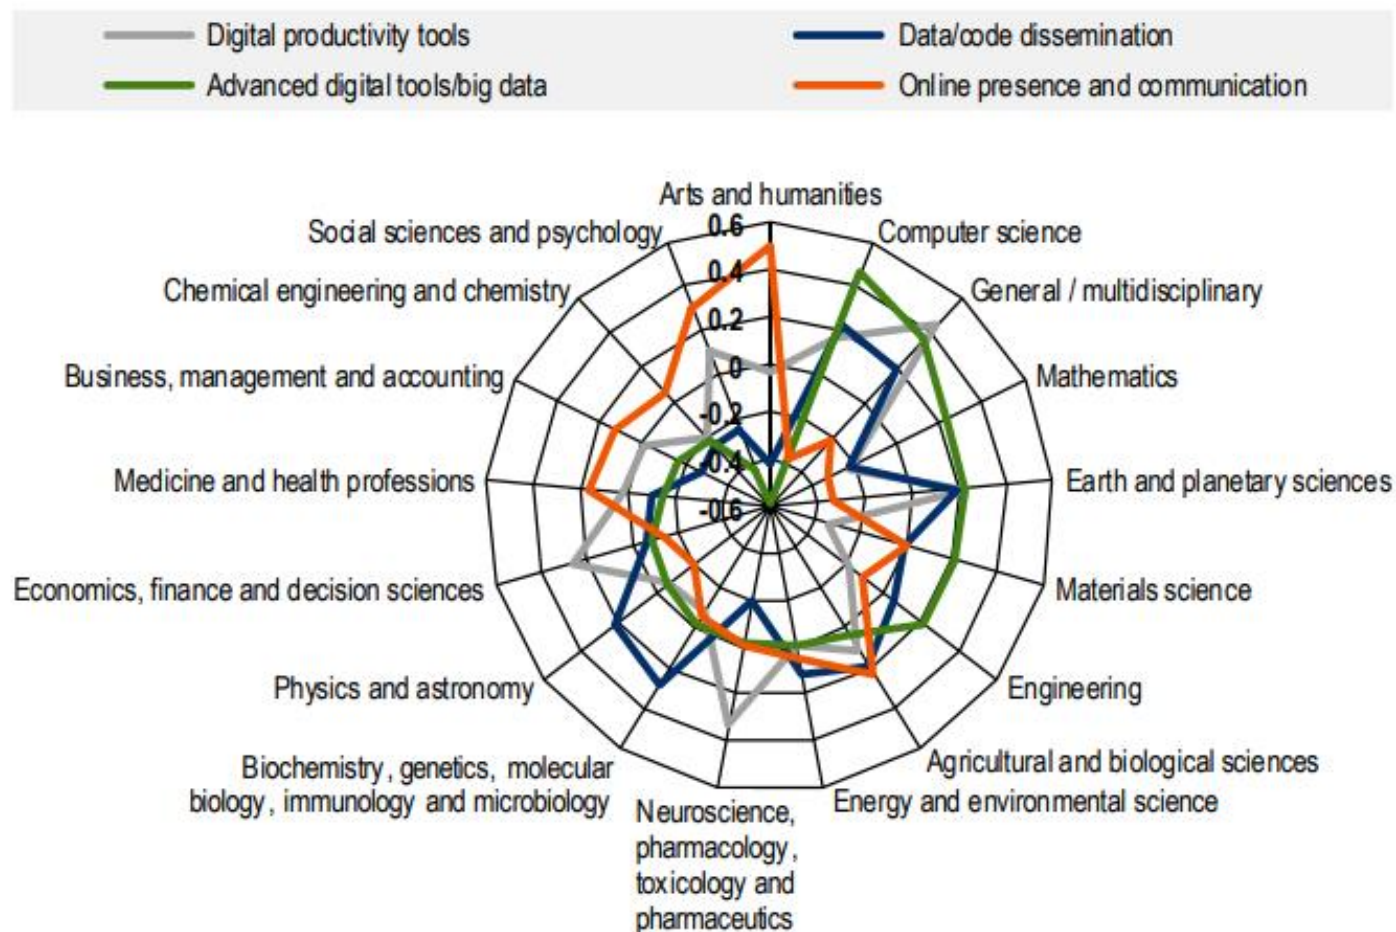 Digital productivity tools
Data/code dissemination
Advanced digital tools/big data
Online presence and communication
Arts and humanities
0.6
Social sciences and psychology
Computer science
0.4
Chemical engineering and chemistry
General / multidisciplinary
0.2
Business, management and accounting
0
Mathematics
-0.2
Medicine and health professions
-0.4
Earth and planetary sciences
-0.6
Economics, finance and decision sciences
Materials science
Physics and astronomy
Engineering
Biochemistry, genetics, molecular
biology, immunology and microbiology
Agricultural and biological sciences
Energy and environmental science
Neuroscience,
pharmacology,
toxicology and
pharmaceutics